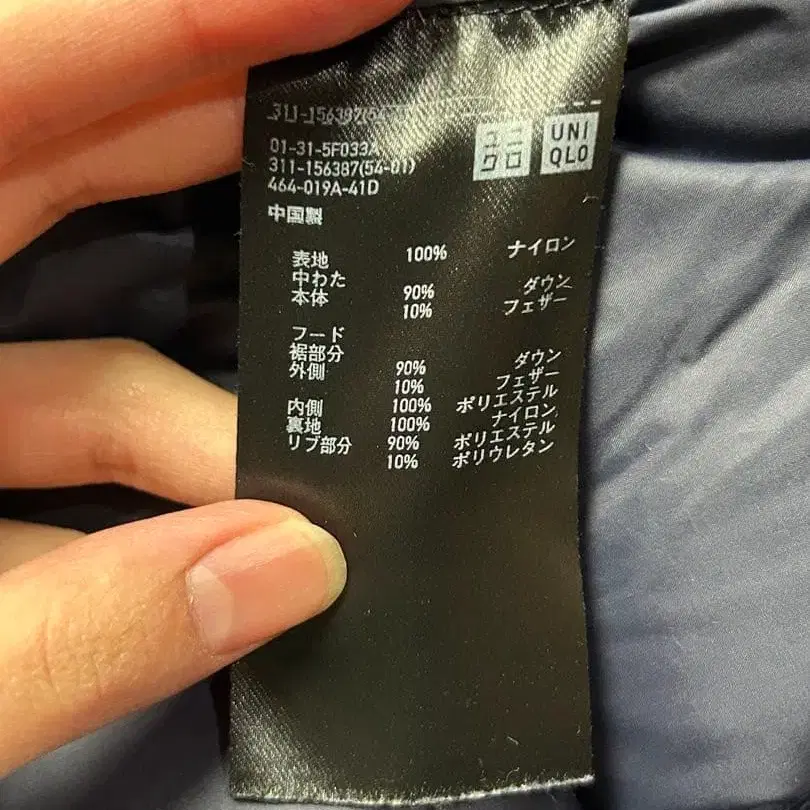 311-156387(54-
ユニ
クロ
UNI
QLO
01-31-5F033A
311-156387(54-01)
464-019A-41D
中国製
表地 100% ナイロン
中わた
本体 90% ダウン
10% フェザー
フード
裾部分
外側 90% ダウン
10% フェザー
内側 100% ポリエステル
裏地 100% ナイロン
リブ部分 90% ポリエステル
10% ポリウレタン